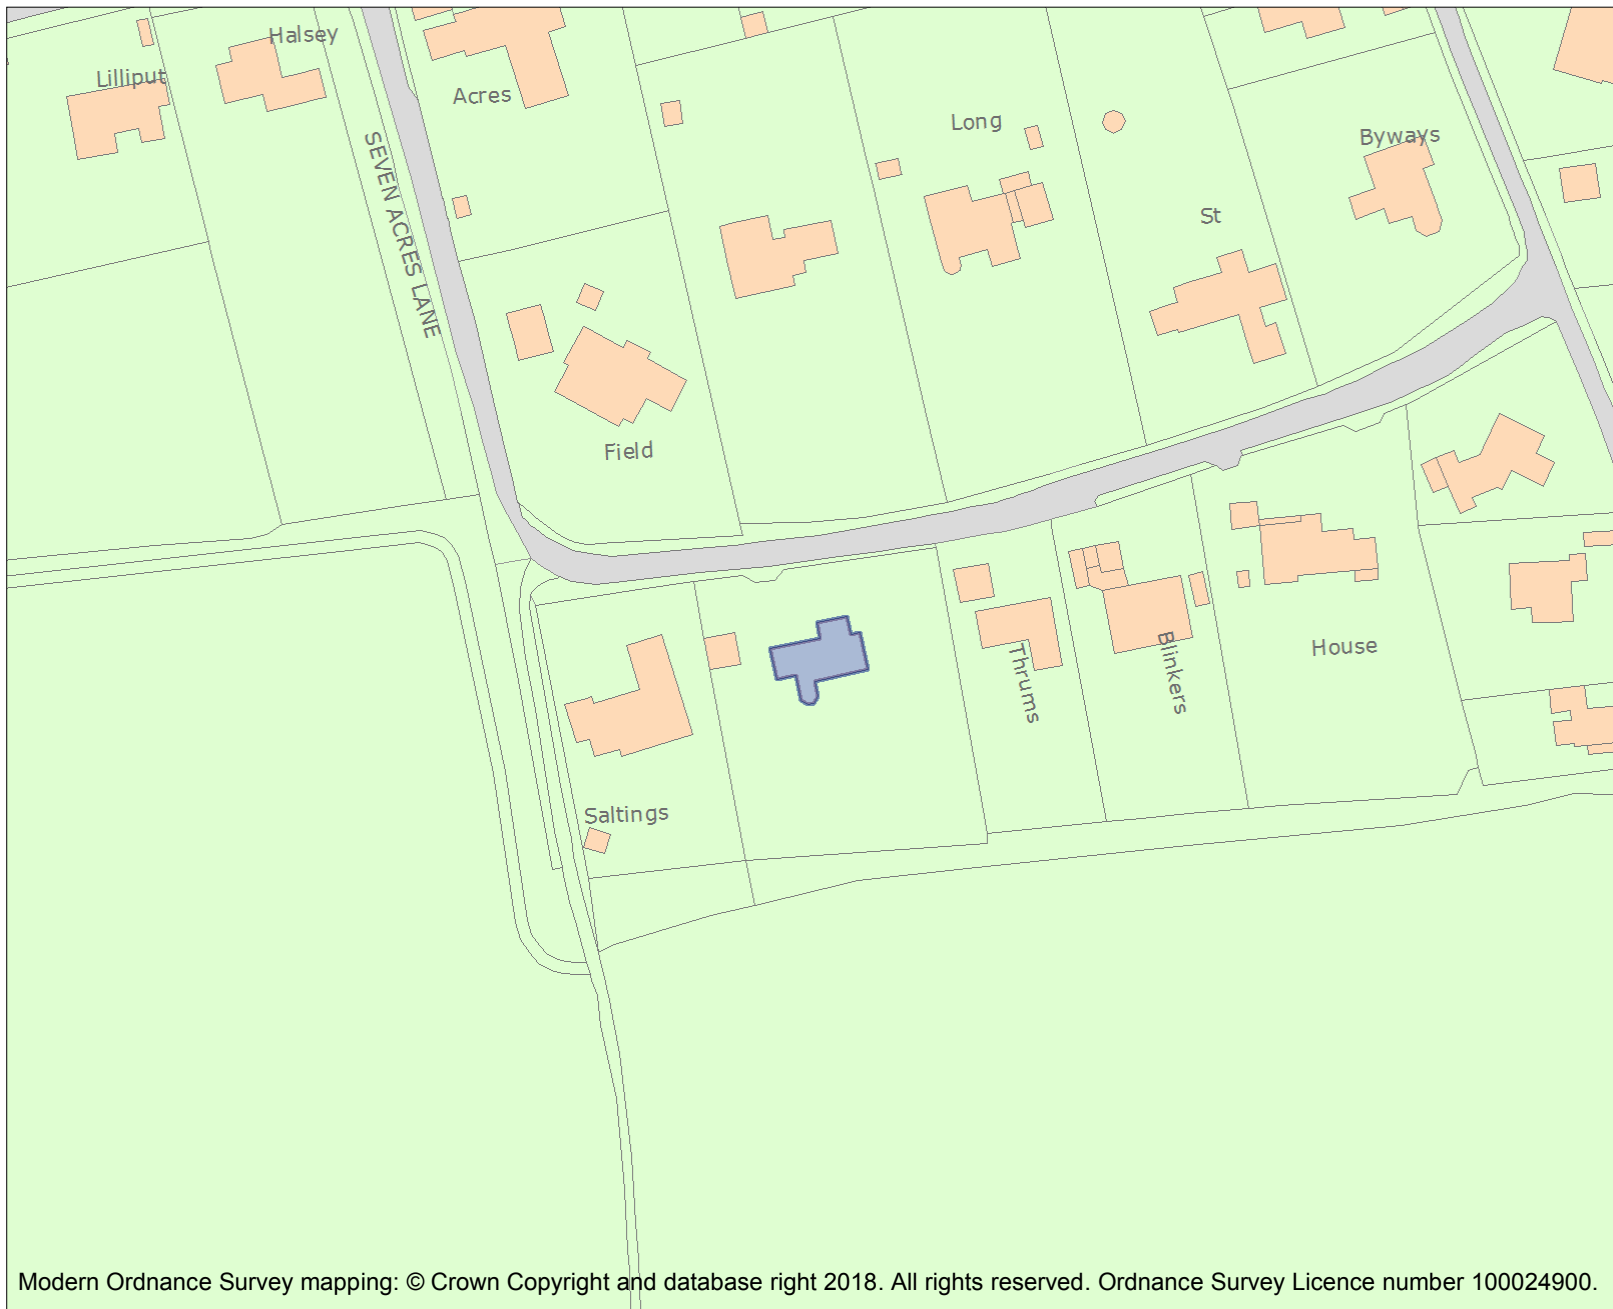 Halsey
Lilliput
Acres
Long
Byways
SEVEN ACRES LANE
St
Field
House
Thrums
Blinkers
Saltings
Modern Ordnance Survey mapping: © Crown Copyright and database right 2018. All rights reserved. Ordnance Survey Licence number 100024900.